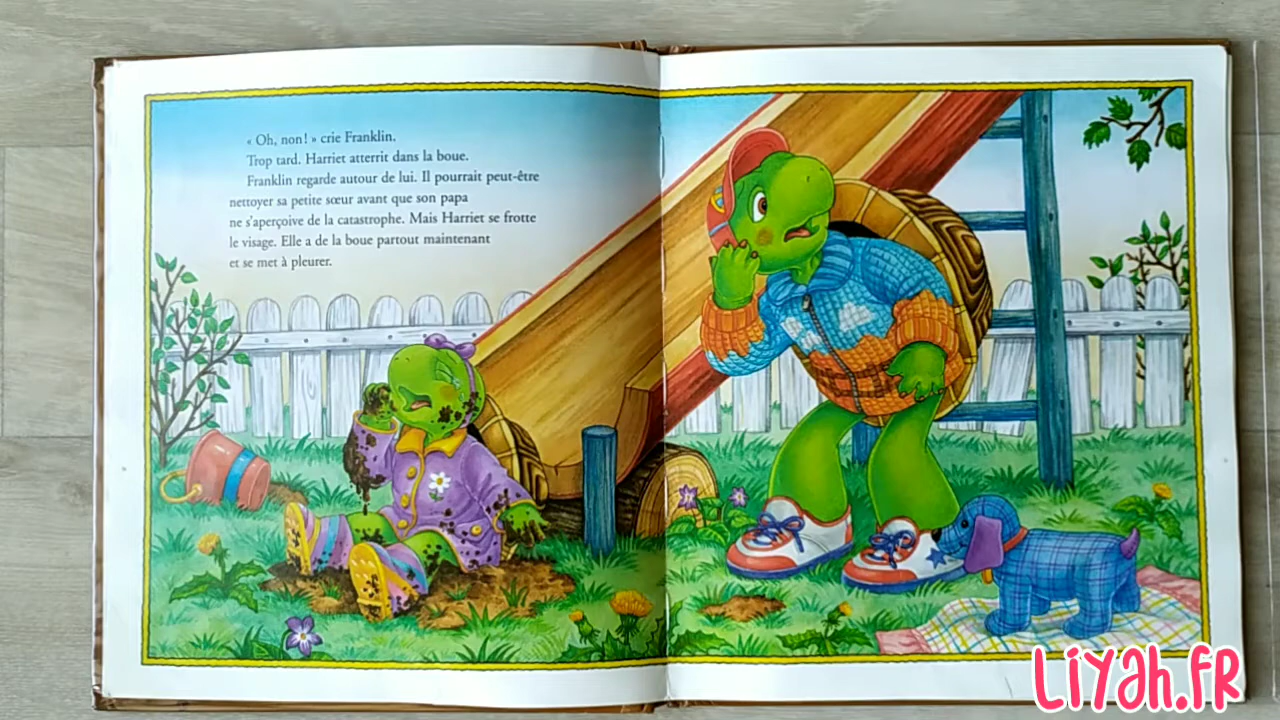 « Oh, non ! » crie Franklin.
Trop tard. Harriet atterrit dans la boue.
Franklin regarde autour de lui. Il pourrait peut-être
nettoyer sa petite sœur avant que son papa
ne s'aperçoive de la catastrophe. Mais Harriet se frotte
le visage. Elle a de la boue partout maintenant
et se met à pleurer.
LiYah.FR